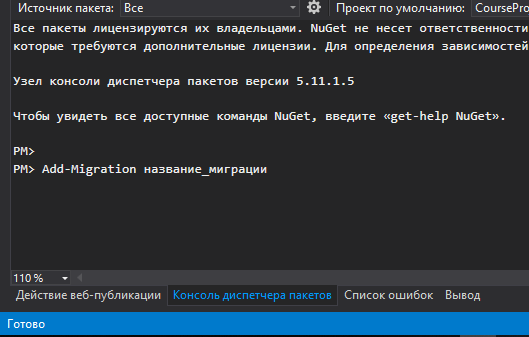 Источник пакета: Все Проект по умолчанию: CoursePro
Все пакеты лицензируются их владельцами. NuGet не несет ответственности
которые требуются дополнительные лицензии. Для определения зависимостей
Узел консоли диспетчера пакетов версии 5.11.1.5
Чтобы увидеть все доступные команды NuGet, введите «get-help NuGet».
PM>
PM> Add-Migration название_миграции
110 %
Действие веб-публикации Консоль диспетчера пакетов Список ошибок Вывод
Готово